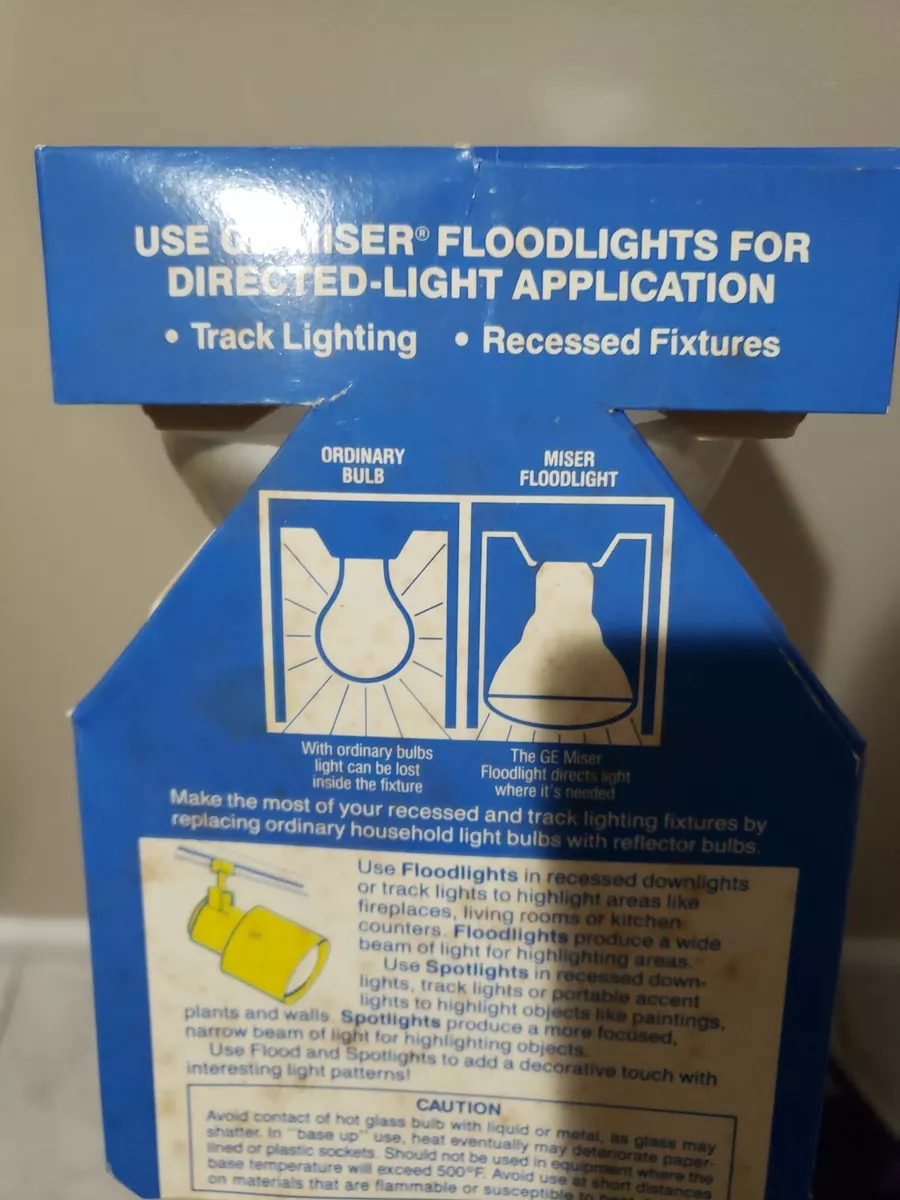 USE GE MISER® FLOODLIGHTS FOR
DIRECTED-LIGHT APPLICATION
• Track Lighting • Recessed Fixtures
ORDINARY
BULB
MISER
FLOODLIGHT
With ordinary bulbs
light can be lost
inside the fixture
The GE Miser
Floodlight directs light
where it's needed
Make the most of your recessed and track lighting fixtures by
replacing ordinary household light bulbs with reflector bulbs.
Use Floodlights in recessed downlights
or track lights to highlight areas like
fireplaces, living rooms or kitchen
counters. Floodlights produce a wide
beam of light for highlighting areas.
Use Spotlights in recessed down-
lights, track lights or portable accent
lights to highlight objects like paintings,
plants and walls. Spotlights produce a more focused,
narrow beam of light for highlighting objects.
Use Flood and Spotlights to add a decorative touch with
interesting light patterns!
CAUTION
Avoid contact of hot glass bulb with liquid or metal, as glass may
shatter. In "base up" use, heat eventually may deteriorate paper-
lined or plastic sockets. Should not be used in equipment where the
base temperature will exceed 500°F. Avoid use at short distances
on materials that are flammable or susceptible to